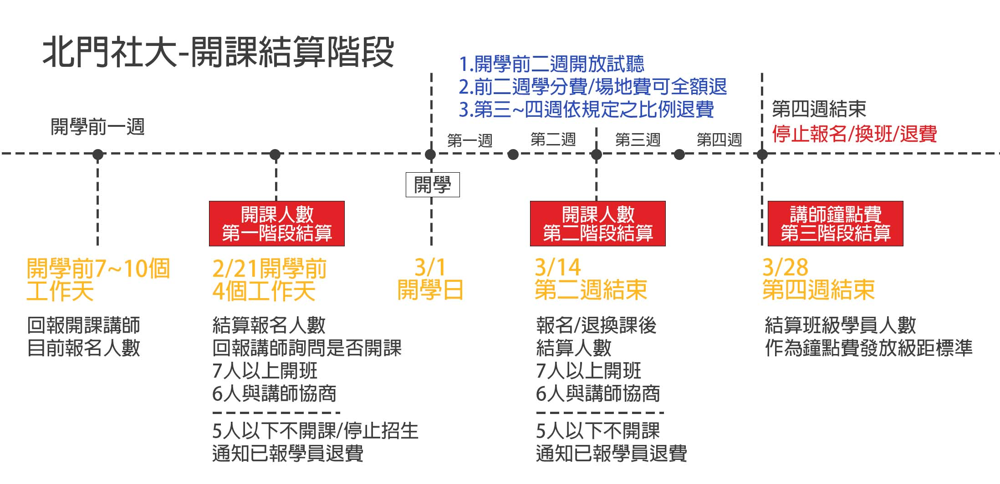 北門社大-開課結算階段
1.開學前二週開放試聽
2.前二週學分費/場地費可全額退
3.第三~四週依規定之比例退費
第四週結束
停止報名/換班/退費
開學前一週
第一週
第二週
第三週
第四週
開學
開課人數
第一階段結算
開課人數
第二階段結算
講師鐘點費
第三階段結算
開學前7~10個
工作天
回報開課講師
目前報名人數
2/21開學前
4個工作天
結算報名人數
回報講師詢問是否開課
7人以上開班
6人與講師協商
5人以下不開課/停止招生
通知已報學員退費
3/1
開學日
3/14
第二週結束
報名/退換課後
結算人數
7人以上開班
6人與講師協商
5人以下不開課
通知已報學員退費
3/28
第四週結束
結算班級學員人數
作為鐘點費發放級距標準